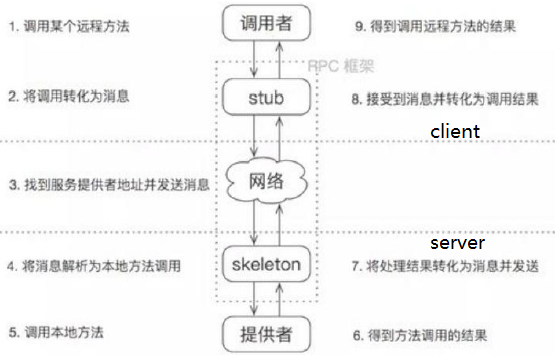 1. 调用某个远程方法
调用者
9. 得到调用远程方法的结果
RPC 框架
2. 将调用转化为消息
stub
8. 接受到消息并转化为调用结果
client
3. 找到服务提供者地址并发送消息
网络
server
4. 将消息解析为本地方法调用
skeleton
7. 将处理结果转化为消息并发送
5. 调用本地方法
提供者
6. 得到方法调用的结果